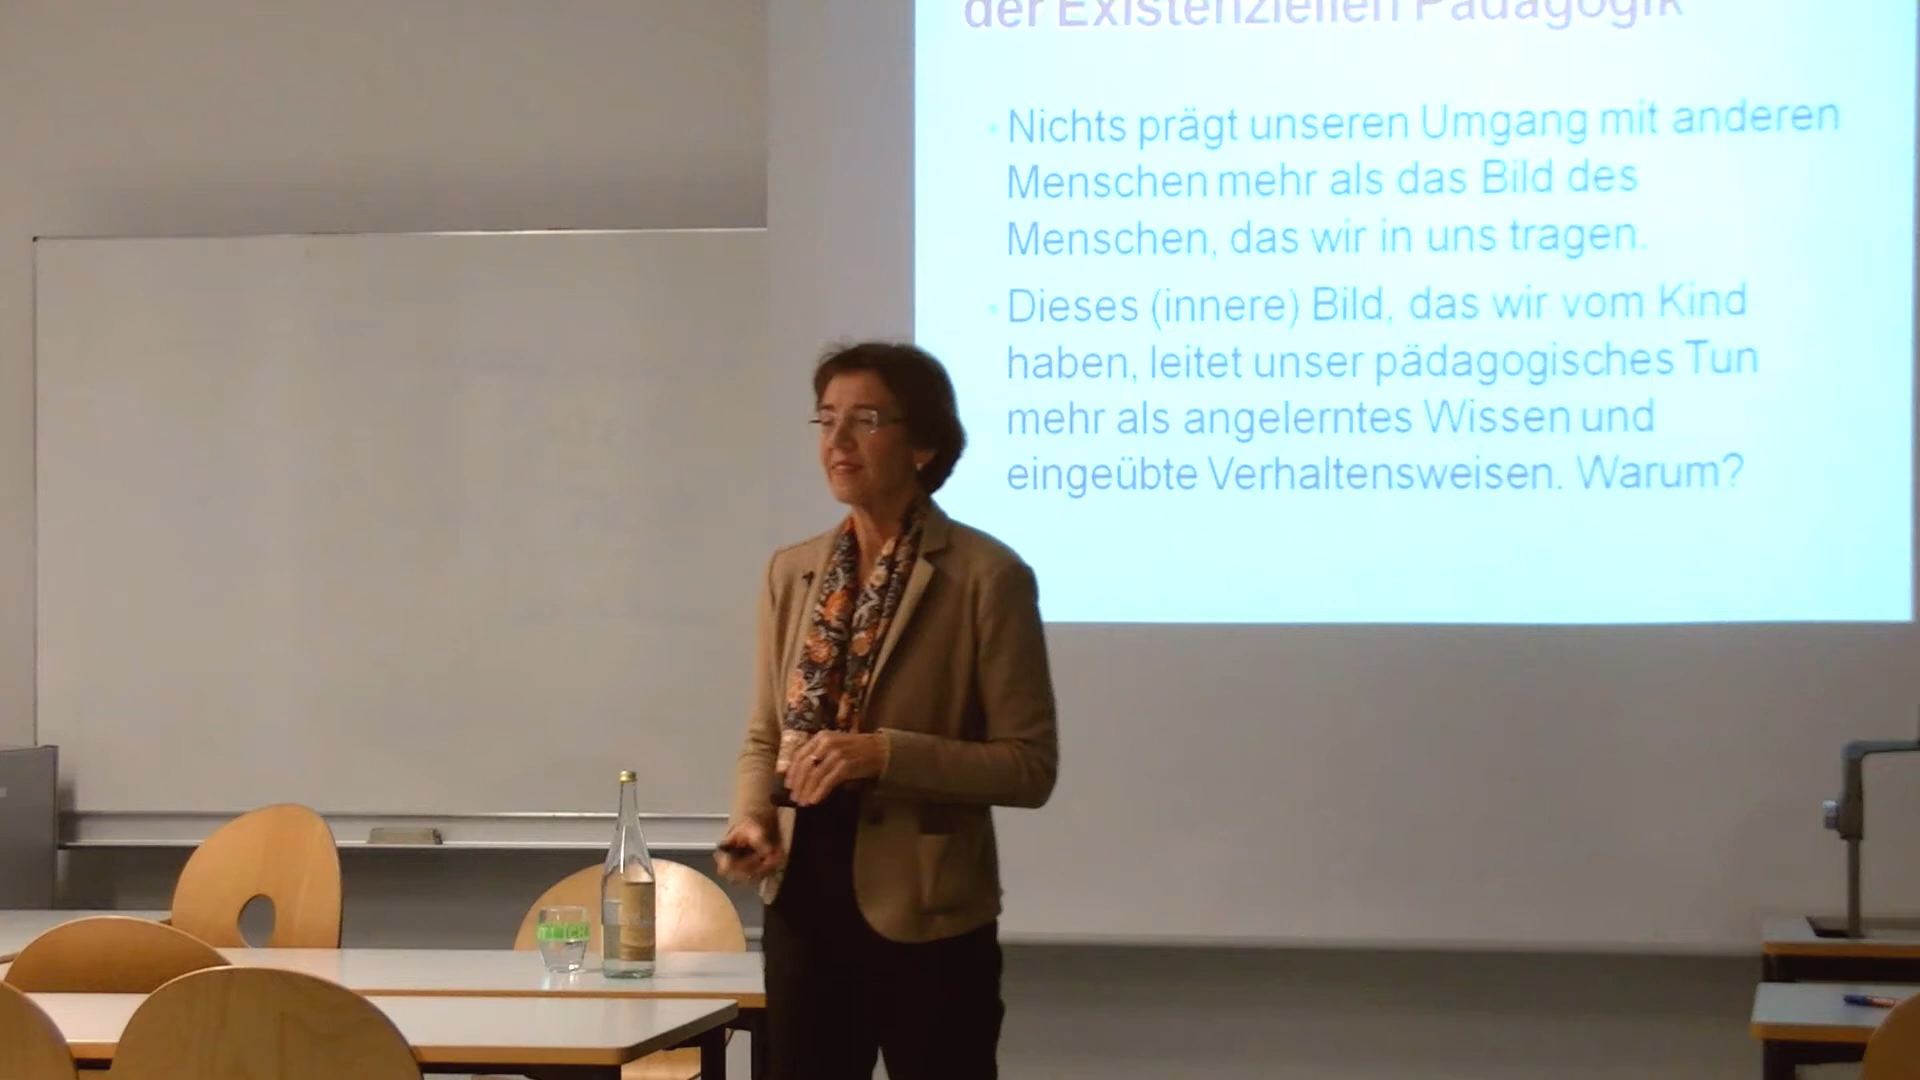 der Existenziellen Pädagogik
Nichts prägt unseren Umgang mit anderen
Menschen mehr als das Bild des
Menschen, das wir in uns tragen.
Dieses (innere) Bild, das wir vom Kind
haben, leitet unser pädagogisches Tun
mehr als angelerntes Wissen und
eingeübte Verhaltensweisen. Warum?